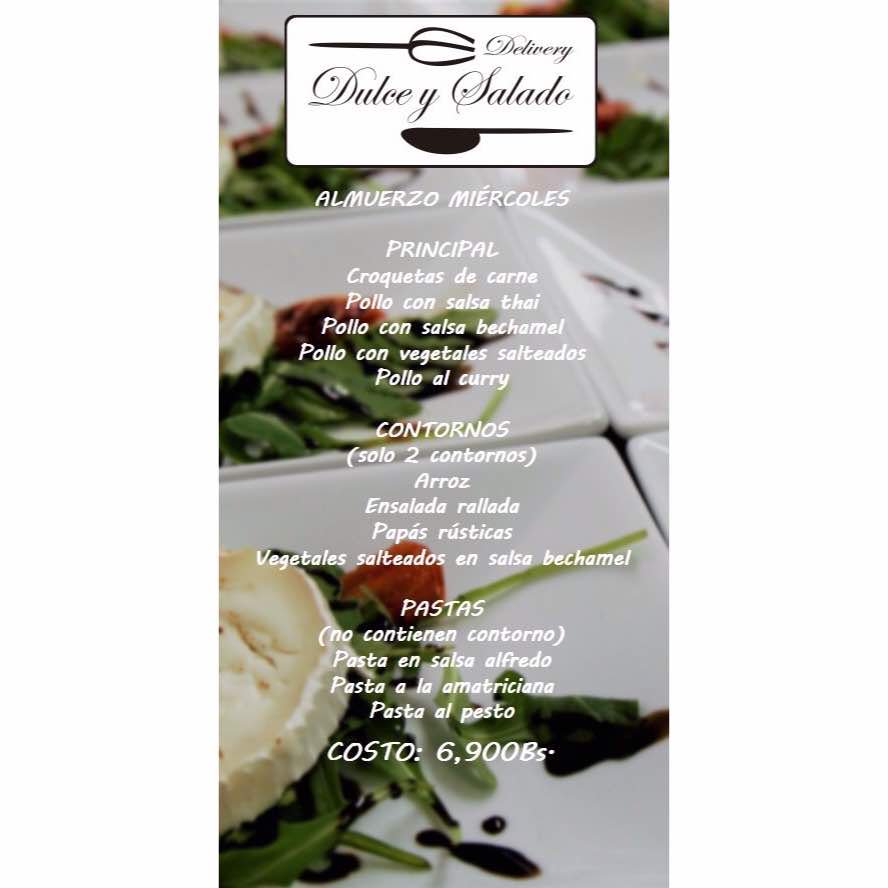 Delivery
Dulce y Salado
ALMUERZO MIÉRCOLES
PRINCIPAL
Croquetas de carne
Pollo con salsa thai
Pollo con salsa bechamel
Pollo con vegetales salteados
Pollo al curry
CONTORNOS
(solo 2 contornos)
Arroz
Ensalada rallada
Papás rústicas
Vegetales salteados en salsa bechamel
PASTAS
(no contienen contorno)
Pasta en salsa alfredo
Pasta a la amatriciana
Pasta al pesto
COSTO: 6,900Bs.